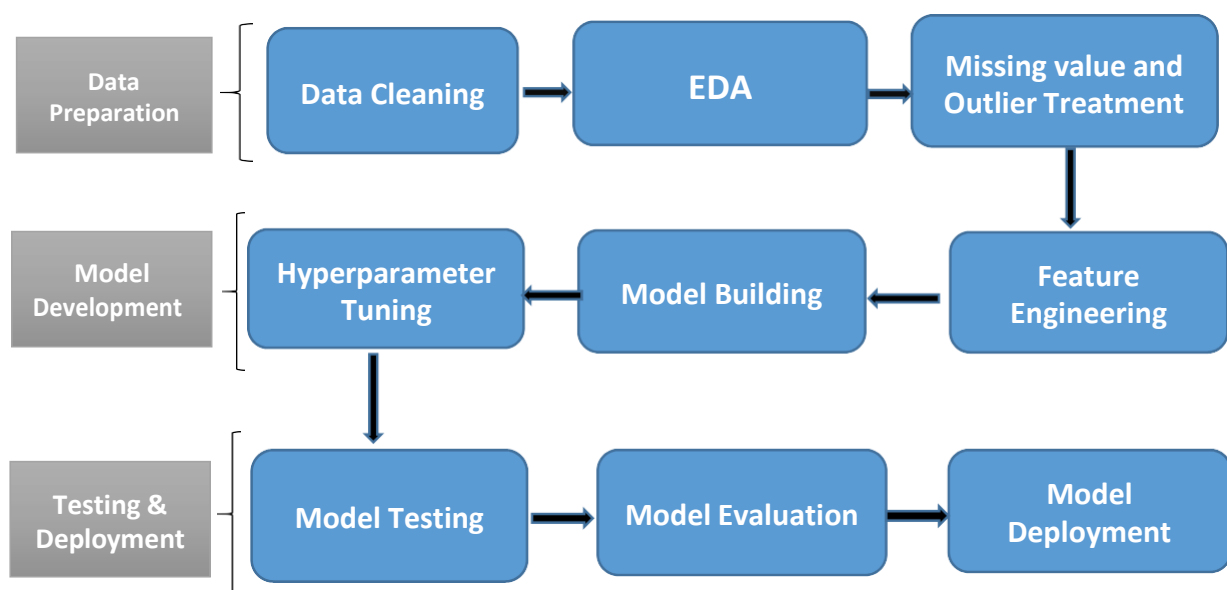 Data
Preparation
Data Cleaning
EDA
Missing value and
Outlier Treatment
Model
Development
Hyperparameter
Tuning
Model Building
Feature
Engineering
Testing &
Deployment
Model Testing
Model Evaluation
Model
Deployment